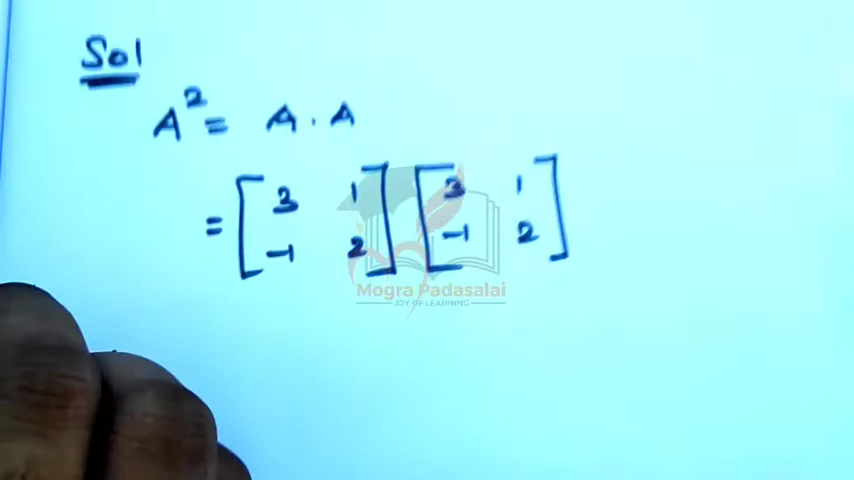 Sol
A² = A . A
= [ 3 1 ] [ 3 1 ]
[ -1 2 ] [ -1 2 ]
Mogra Padasalai
JOY OF LEARNING